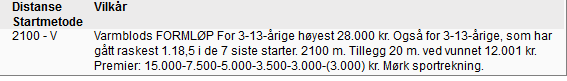 Distanse Vilkår
Startmetode
2100 - V Varmblods FORMLØP For 3-13-årige høyest 28.000 kr. Også for 3-13-årige, som har
gått raskest 1.18,5 i de 7 siste starter. 2100 m. Tillegg 20 m. ved vunnet 12.001 kr.
Premier: 15.000-7.500-5.000-3.500-3.000-(3.000) kr. Mørk sportrekning.